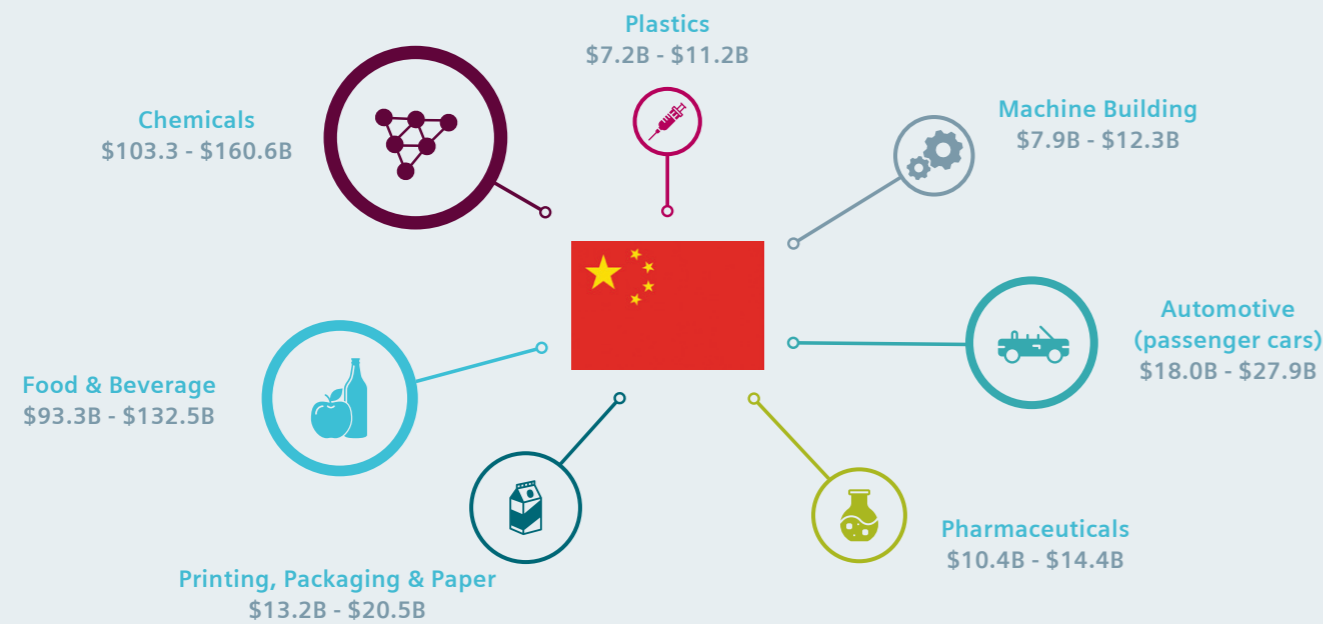 Plastics
$7.2B - $11.2B
Chemicals
$103.3 - $160.6B
Machine Building
$7.9B - $12.3B
Automotive
(passenger cars)
$18.0B - $27.9B
Food & Beverage
$93.3B - $132.5B
Pharmaceuticals
$10.4B - $14.4B
Printing, Packaging & Paper
$13.2B - $20.5B